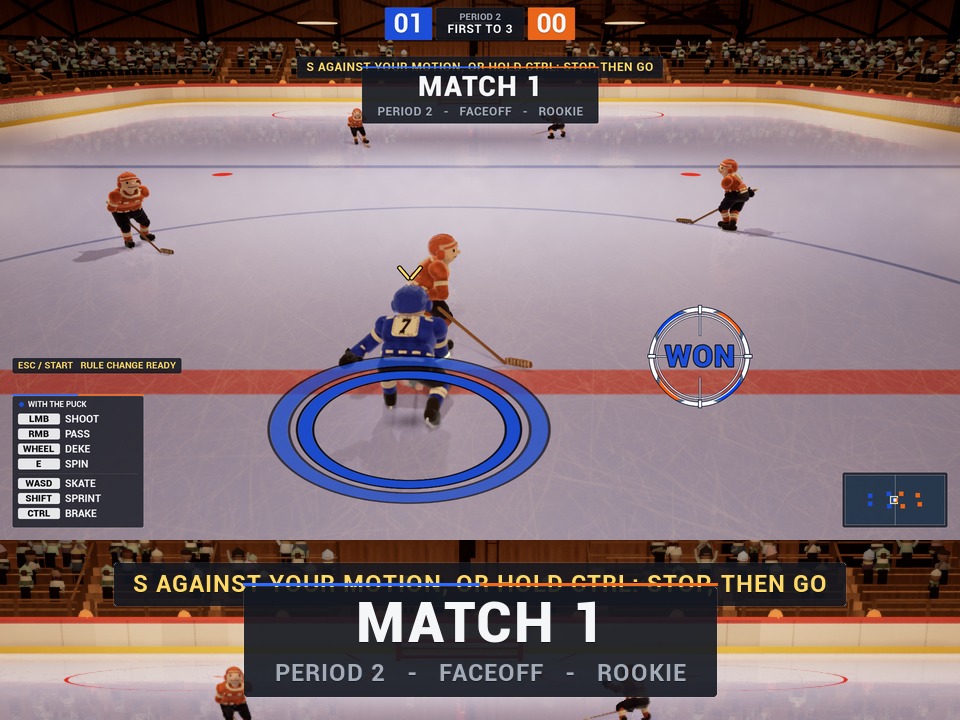 01
PERIOD 2
FIRST TO 3
00
S AGAINST YOUR MOTION, OR HOLD CTRL: STOP, THEN GO
MATCH 1
PERIOD 2 - FACEOFF - ROOKIE
7
WON
ESC / START RULE CHANGE READY
WITH THE PUCK
LMB SHOOT
RMB PASS
WHEEL DEKE
E SPIN
WASD SKATE
SHIFT SPRINT
CTRL BRAKE
S AGAINST YOUR MOTION, OR HOLD CTRL: STOP, THEN GO
MATCH 1
PERIOD 2 - FACEOFF - ROOKIE